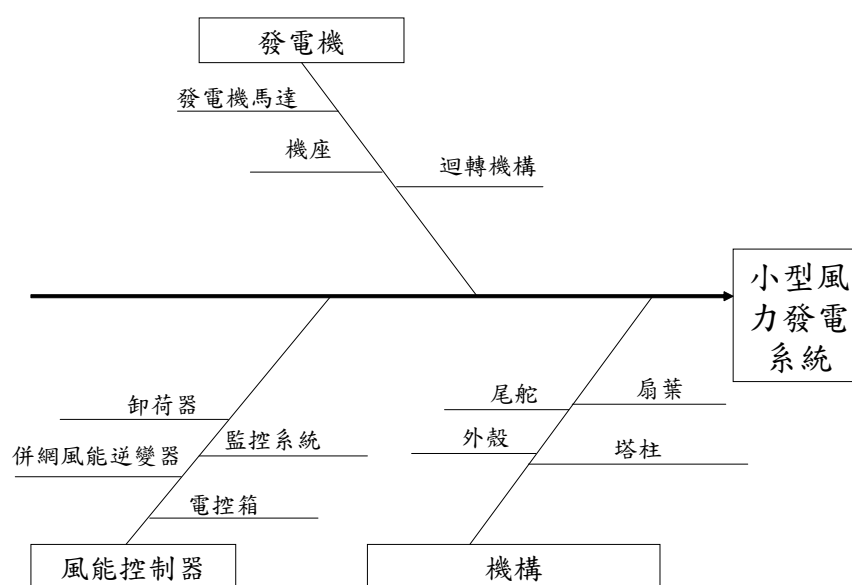 發電機
發電機馬達
機座
迴轉機構
小型風
力發電
系統
卸荷器
併網風能逆變器
監控系統
電控箱
尾舵
扇葉
外殼
塔柱
風能控制器
機構